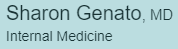 Sharon Genato, MD
Internal Medicine